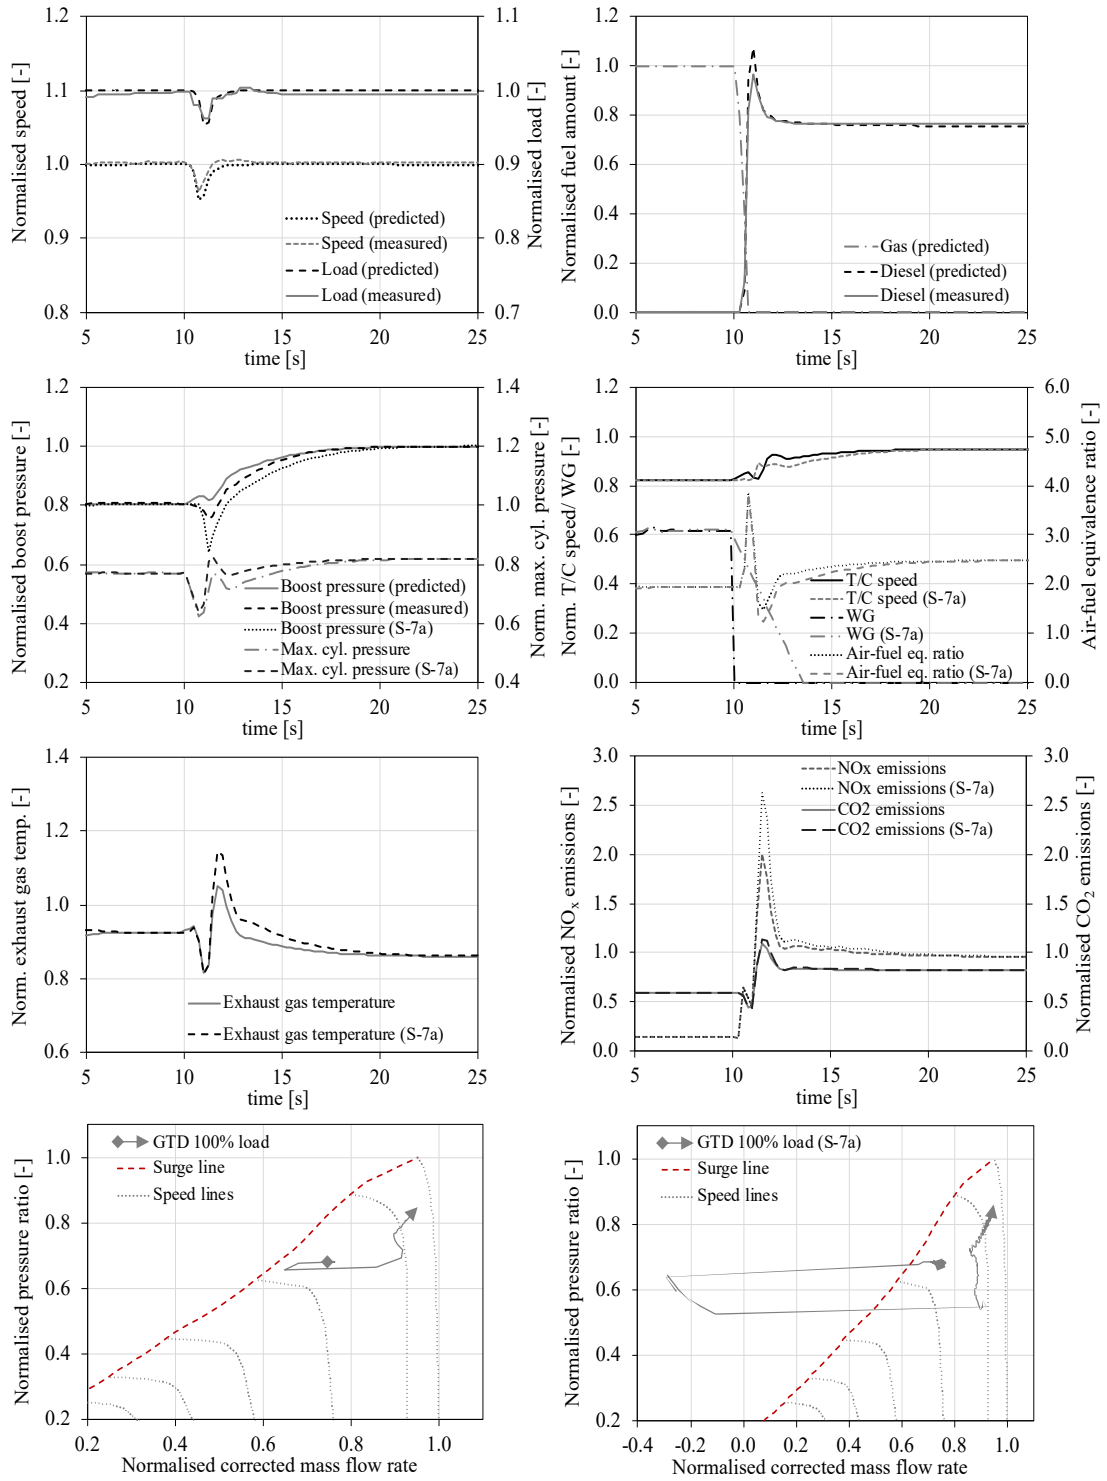 1.2
1.1
1.0
0.9
0.8
1.1
1.0
0.9
0.8
0.7
5
10
15
20
25
Normalised speed [-]
Normalised load [-]
time [s]
Speed (predicted)
Speed (measured)
Load (predicted)
Load (measured)
1.2
1.0
0.8
0.6
0.4
0.2
0.0
5
10
15
20
25
Normalised fuel amount [-]
time [s]
Gas (predicted)
Diesel (predicted)
Diesel (measured)
1.2
1.0
0.8
0.6
0.4
0.2
1.4
1.2
1.0
0.8
0.6
0.4
5
10
15
20
25
Normalised boost pressure [-]
Norm. max. cyl. pressure [-]
time [s]
Boost pressure (predicted)
Boost pressure (measured)
Boost pressure (S-7a)
Max. cyl. pressure
Max. cyl. pressure (S-7a)
1.2
1.0
0.8
0.6
0.4
0.2
0.0
6.0
5.0
4.0
3.0
2.0
1.0
0.0
5
10
15
20
25
Norm. T/C speed/ WG [-]
Air-fuel equivalence ratio [-]
time [s]
T/C speed
T/C speed (S-7a)
WG
WG (S-7a)
Air-fuel eq. ratio
Air-fuel eq. ratio (S-7a)
1.4
1.2
1.0
0.8
0.6
5
10
15
20
25
Norm. exhaust gas temp. [-]
time [s]
Exhaust gas temperature
Exhaust gas temperature (S-7a)
3.0
2.5
2.0
1.5
1.0
0.5
0.0
3.0
2.5
2.0
1.5
1.0
0.5
0.0
5
10
15
20
25
Normalised NOx emissions [-]
Normalised CO2 emissions [-]
time [s]
NOx emissions
NOx emissions (S-7a)
CO2 emissions
CO2 emissions (S-7a)
1.0
0.8
0.6
0.4
0.2
0.2
0.4
0.6
0.8
1.0
Normalised pressure ratio [-]
Normalised corrected mass flow rate
GTD 100% load
Surge line
Speed lines
1.0
0.8
0.6
0.4
0.2
-0.4
-0.2
0.0
0.2
0.4
0.6
0.8
1.0
Normalised pressure ratio [-]
Normalised corrected mass flow rate
GTD 100% load (S-7a)
Surge line
Speed lines